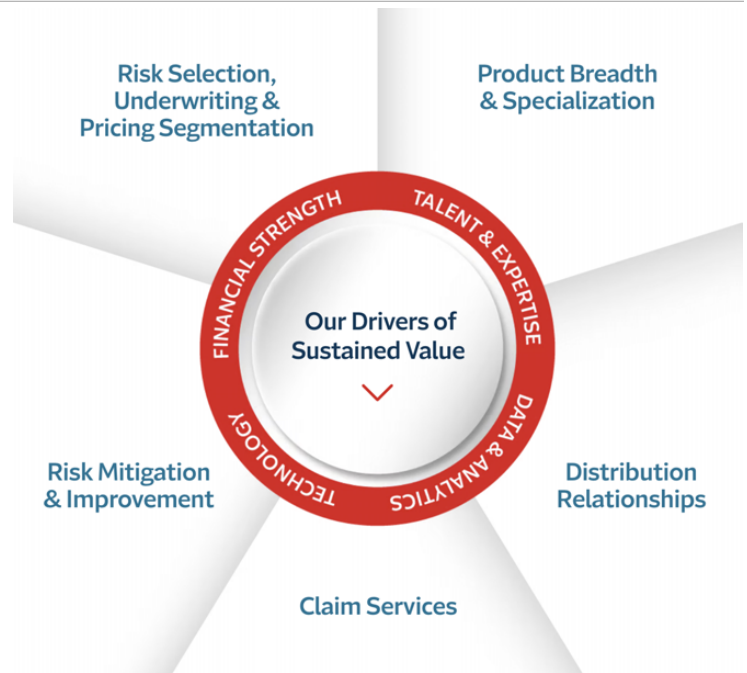 Risk Selection,
Underwriting &
Pricing Segmentation
Product Breadth
& Specialization
FINANCIAL STRENGTH
TALENT & EXPERTISE
Our Drivers of
Sustained Value
TECHNOLOGY
DATA & ANALYTICS
Risk Mitigation
& Improvement
Distribution
Relationships
Claim Services